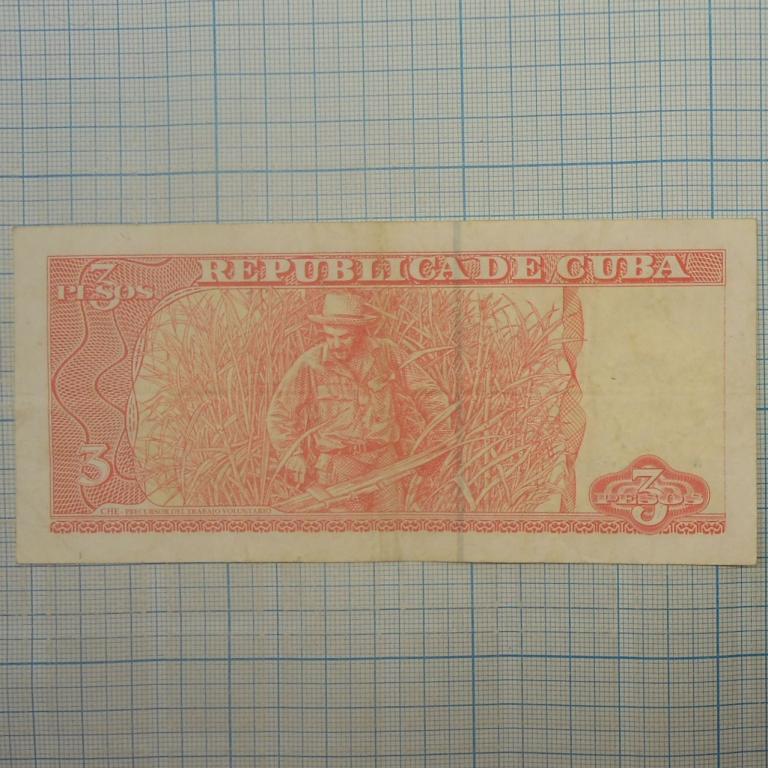 REPUBLICA DE CUBA
3
PESOS
3
CHE - PRECURSOR DEL TRABAJO VOLUNTARIO
3
PESOS